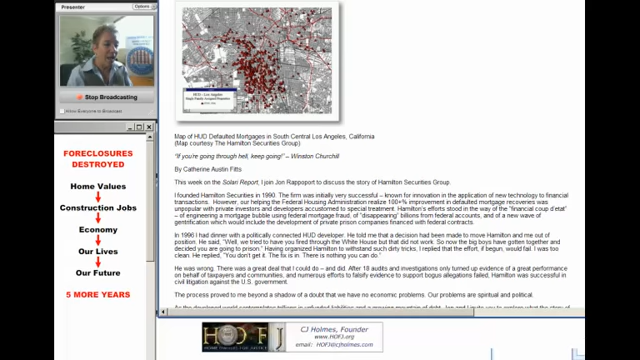 Presenter
Options
Stop Broadcasting
Allow Everyone to Broadcast
FORECLOSURES
DESTROYED
Home Values
Construction Jobs
Economy
Our Lives
Our Future
5 MORE YEARS
Map of HUD Defaulted Mortgages in South Central Los Angeles, California
(Map courtesy The Hamilton Securities Group)
"If you're going through hell, keep going!" – Winston Churchill
By Catherine Austin Fitts
This week on the Solari Report, I join Jon Rappoport to discuss the story of Hamilton Securities Group.
I founded Hamilton Securities in 1990. The firm was initially very successful – known for innovation in the application of new technology to financial
transactions. However, our helping the Federal Housing Administration realize 100+% improvement in defaulted mortgage recoveries was
unpopular with private investors and developers accustomed to special treatment. Hamilton's efforts stood in the way of the "financial coup d'etat"
– of engineering a mortgage bubble using federal mortgage fraud, of "disappearing" billions from federal accounts, and of a new wave of
gentrification which would include the development of private prison companies financed with federal contracts.
In 1996 I had dinner with a politically connected developer. He told me that a decision had been made to move Hamilton and me out of
position. He said, "Well, we tried to have you fired through the White House but that did not work. So now the big boys have gotten together and
decided you are going to prison." Having organized Hamilton to withstand such dirty tricks, I replied that the effort, if begun, would fail. I was too
clean. He replied, "You don't get it. The fix is in. There is nothing you can do."
He was wrong. There was a great deal that I could do – and did. After 18 audits and investigations only turned up evidence of a great performance
on behalf of taxpayers and communities, and numerous efforts to falsify evidence to support bogus allegations failed, Hamilton was successful in
civil litigation against the U.S. government.
The process proved to me beyond a shadow of a doubt that we have no economic problems. Our problems are spiritual and political.
HOFJ
CJ Holmes, Founder
www.HOFJ.org
email: HOFJ@cjholmes.com